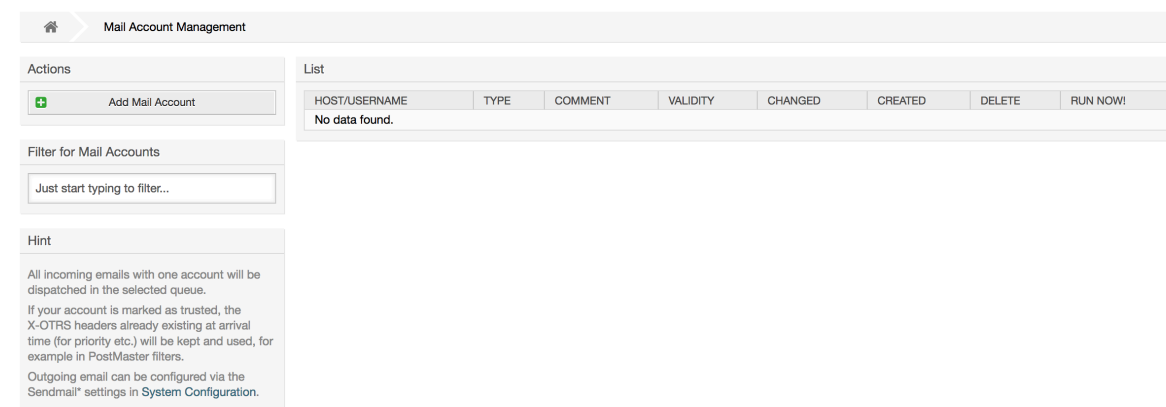 Mail Account Management
Actions
Add Mail Account
Filter for Mail Accounts
Just start typing to filter...
Hint
All incoming emails with one account will be
dispatched in the selected queue.
If your account is marked as trusted, the
X-OTRS headers already existing at arrival
time (for priority etc.) will be kept and used, for
example in PostMaster filters.
Outgoing email can be configured via the
Sendmail* settings in System Configuration.
List
HOST/USERNAME TYPE COMMENT VALIDITY CHANGED CREATED DELETE RUN NOW!
No data found.